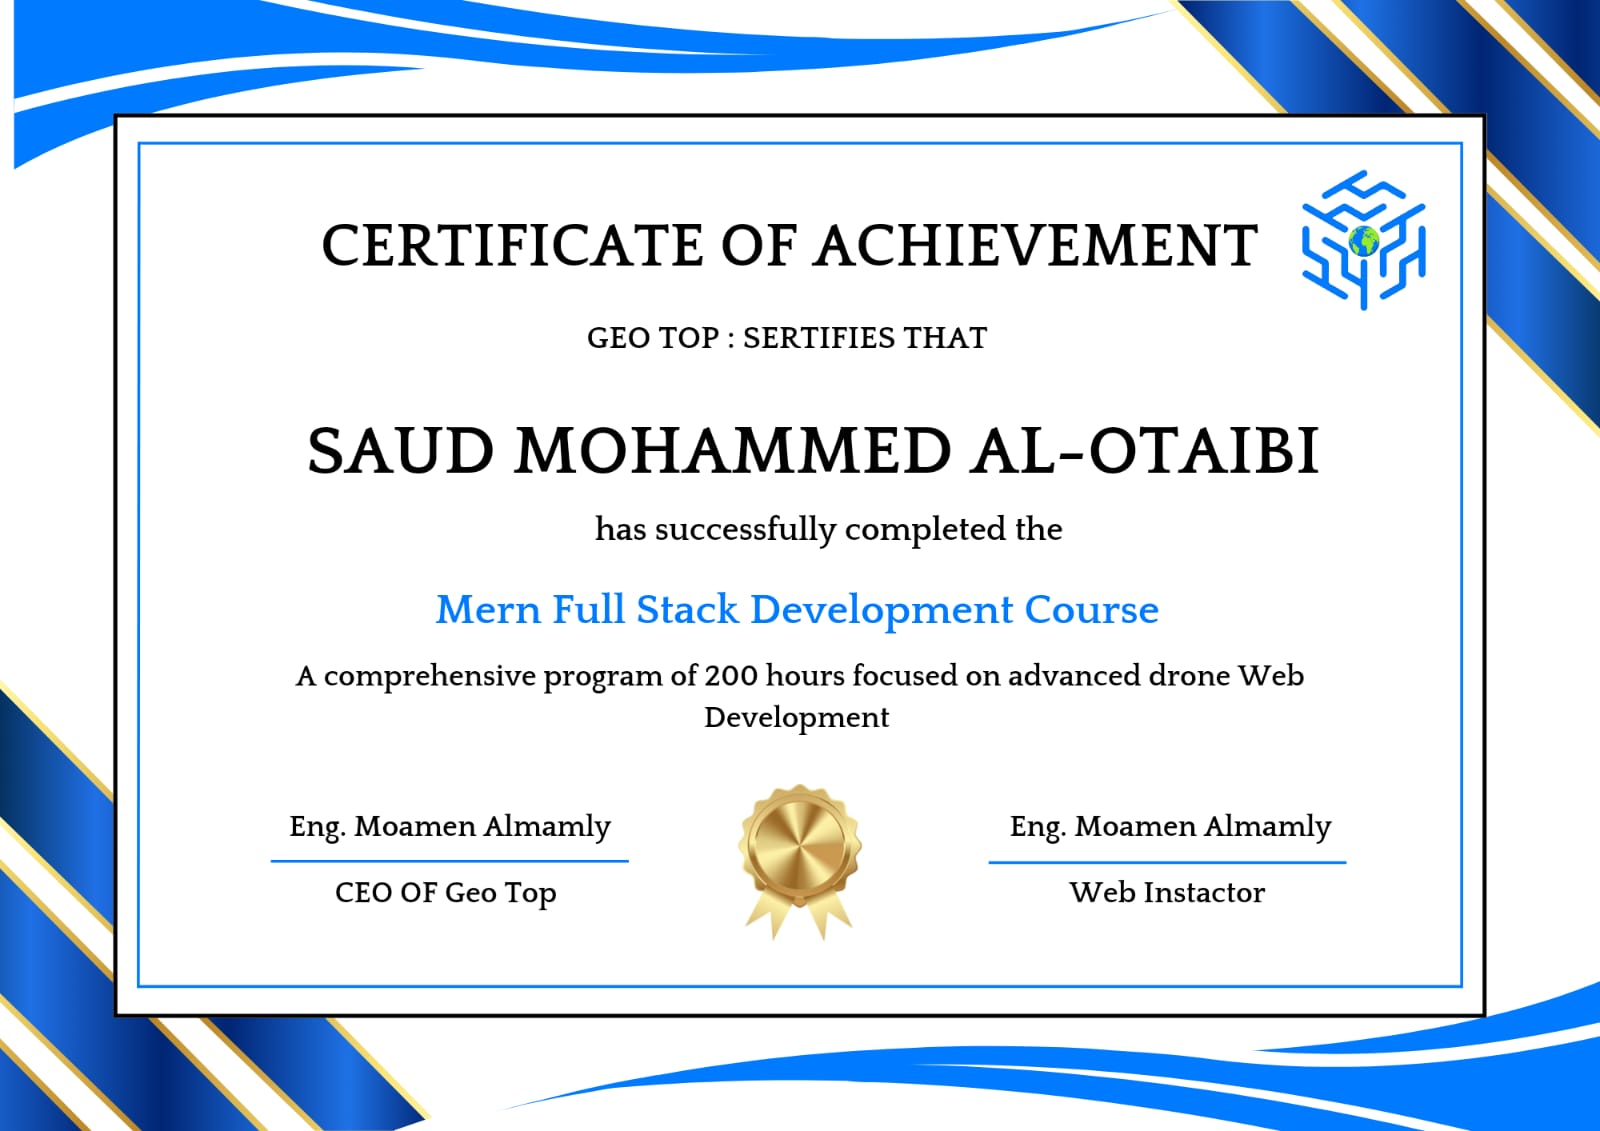 CERTIFICATE OF ACHIEVEMENT
GEO TOP : SERTIFIES THAT
SAUD MOHAMMED AL-OTAIBI
has successfully completed the
Mern Full Stack Development Course
A comprehensive program of 200 hours focused on advanced drone Web
Development
Eng. Moamen Almamly
CEO OF Geo Top
Eng. Moamen Almamly
Web Instactor